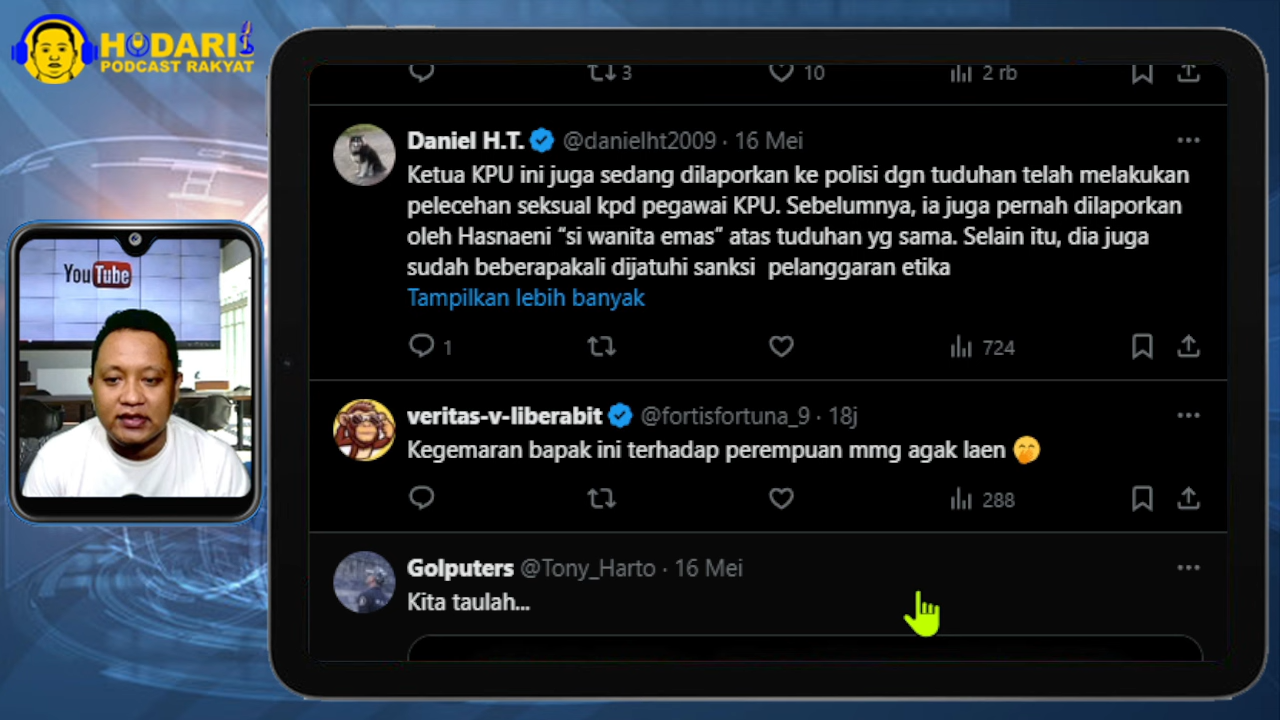 HUDARI
PODCAST RAKYAT
YouTube
3
10
2 rb
Daniel H.T. @danielht2009 · 16 Mei
Ketua KPU ini juga sedang dilaporkan ke polisi dgn tuduhan telah melakukan
pelecehan seksual kpd pegawai KPU. Sebelumnya, ia juga pernah dilaporkan
oleh Hasnaeni “si wanita emas” atas tuduhan yg sama. Selain itu, dia juga
sudah beberapakali dijatuhi sanksi pelanggaran etika
Tampilkan lebih banyak
1
724
veritas-v-liberabit @fortisfortuna_9 · 18j
Kegemaran bapak ini terhadap perempuan mmg agak laen 🤭
288
Golputers @Tony_Harto · 16 Mei
Kita taulah...